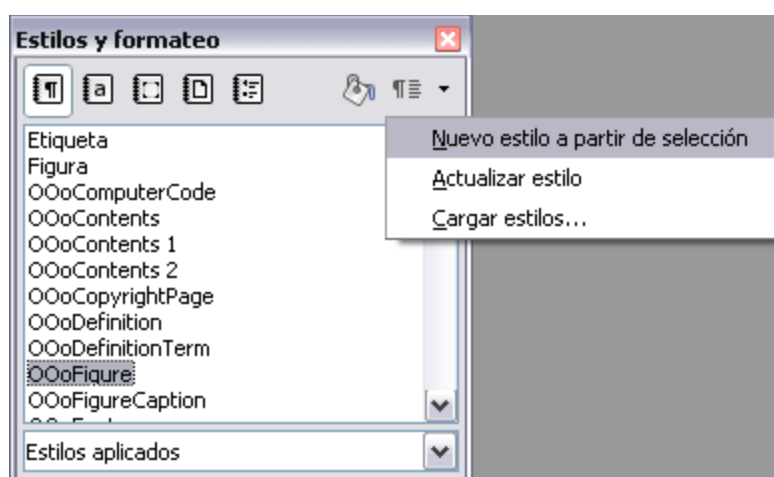 Estilos y formateo
Nuevo estilo a partir de selección
Actualizar estilo
Cargar estilos...
Etiqueta
Figura
OOoComputerCode
OOoContents
OOoContents 1
OOoContents 2
OOoCopyrightPage
OOoDefinition
OOoDefinitionTerm
OOoFigure
OOoFigureCaption
Estilos aplicados